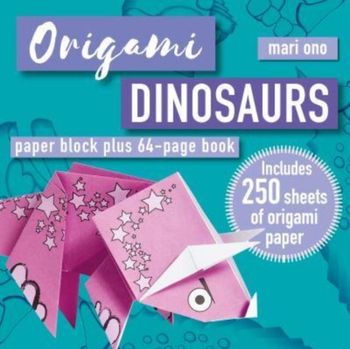 Origami
mari ono
DINOSAURS
paper block plus 64-page book
Includes
250 sheets
of origami
paper